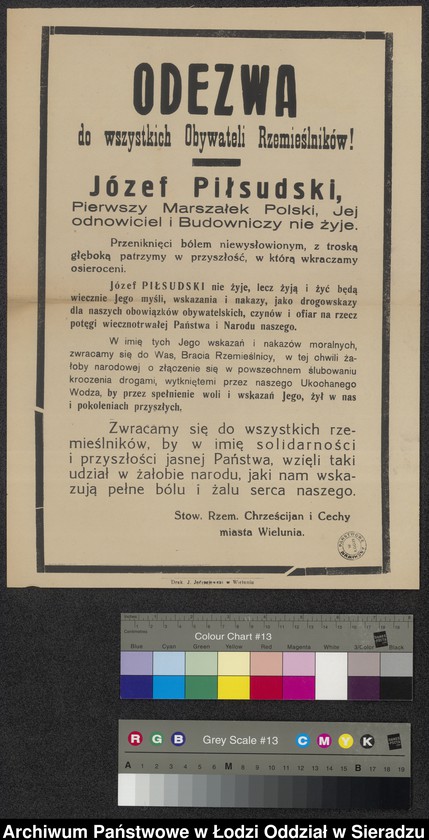 ODEZWA
do wszystkich Obywateli Rzemieślników!
Józef Piłsudski,
Pierwszy Marszałek Polski, Jej
odnowiciel i Budowniczy nie żyje.
Przeniknięci bólem niewysłowionym, z troską
głęboką patrzymy w przyszłość, w którą wkraczamy
osieroceni.
Józef PIŁSUDSKI nie żyje, lecz żyją i żyć będą
wiecznie Jego myśli, wskazania i nakazy, jako drogowskazy
dla naszych obowiązków obywatelskich, czynów i ofiar na rzecz
potęgi wiecznotrwałej Państwa i Narodu naszego.
W imię tych Jego wskazań i nakazów moralnych,
zwracamy się do Was, Bracia Rzemieślnicy, w tej chwili ża-
łoby narodowej o złączenie się w powszechnem ślubowaniu
kroczenia drogami, wytkniętemi przez naszego Ukochanego
Wodza, by przez spełnienie woli i wskazań Jego, żył w nas
i pokoleniach przyszłych.
Zwracamy się do wszystkich rze-
mieślników, by w imię solidarności
i przyszłości jasnej Państwa, wzięli taki
udział w żałobie narodu, jaki nam wska-
zują pełne bólu i żalu serca naszego.
Stow. Rzem. Chrześcijan i Cechy
miasta Wielunia.
w Wieluniu
Colour Chart #13
Blue Cyan Green Yellow Red Magenta White 3/Color Black
R G B Grey Scale #13 C M Y K
A 1 2 3 4 5 6 M 8 9 10 11 12 13 14 15 B 17 18 19
Archiwum Państwowe w Łodzi Oddział w Sieradzu